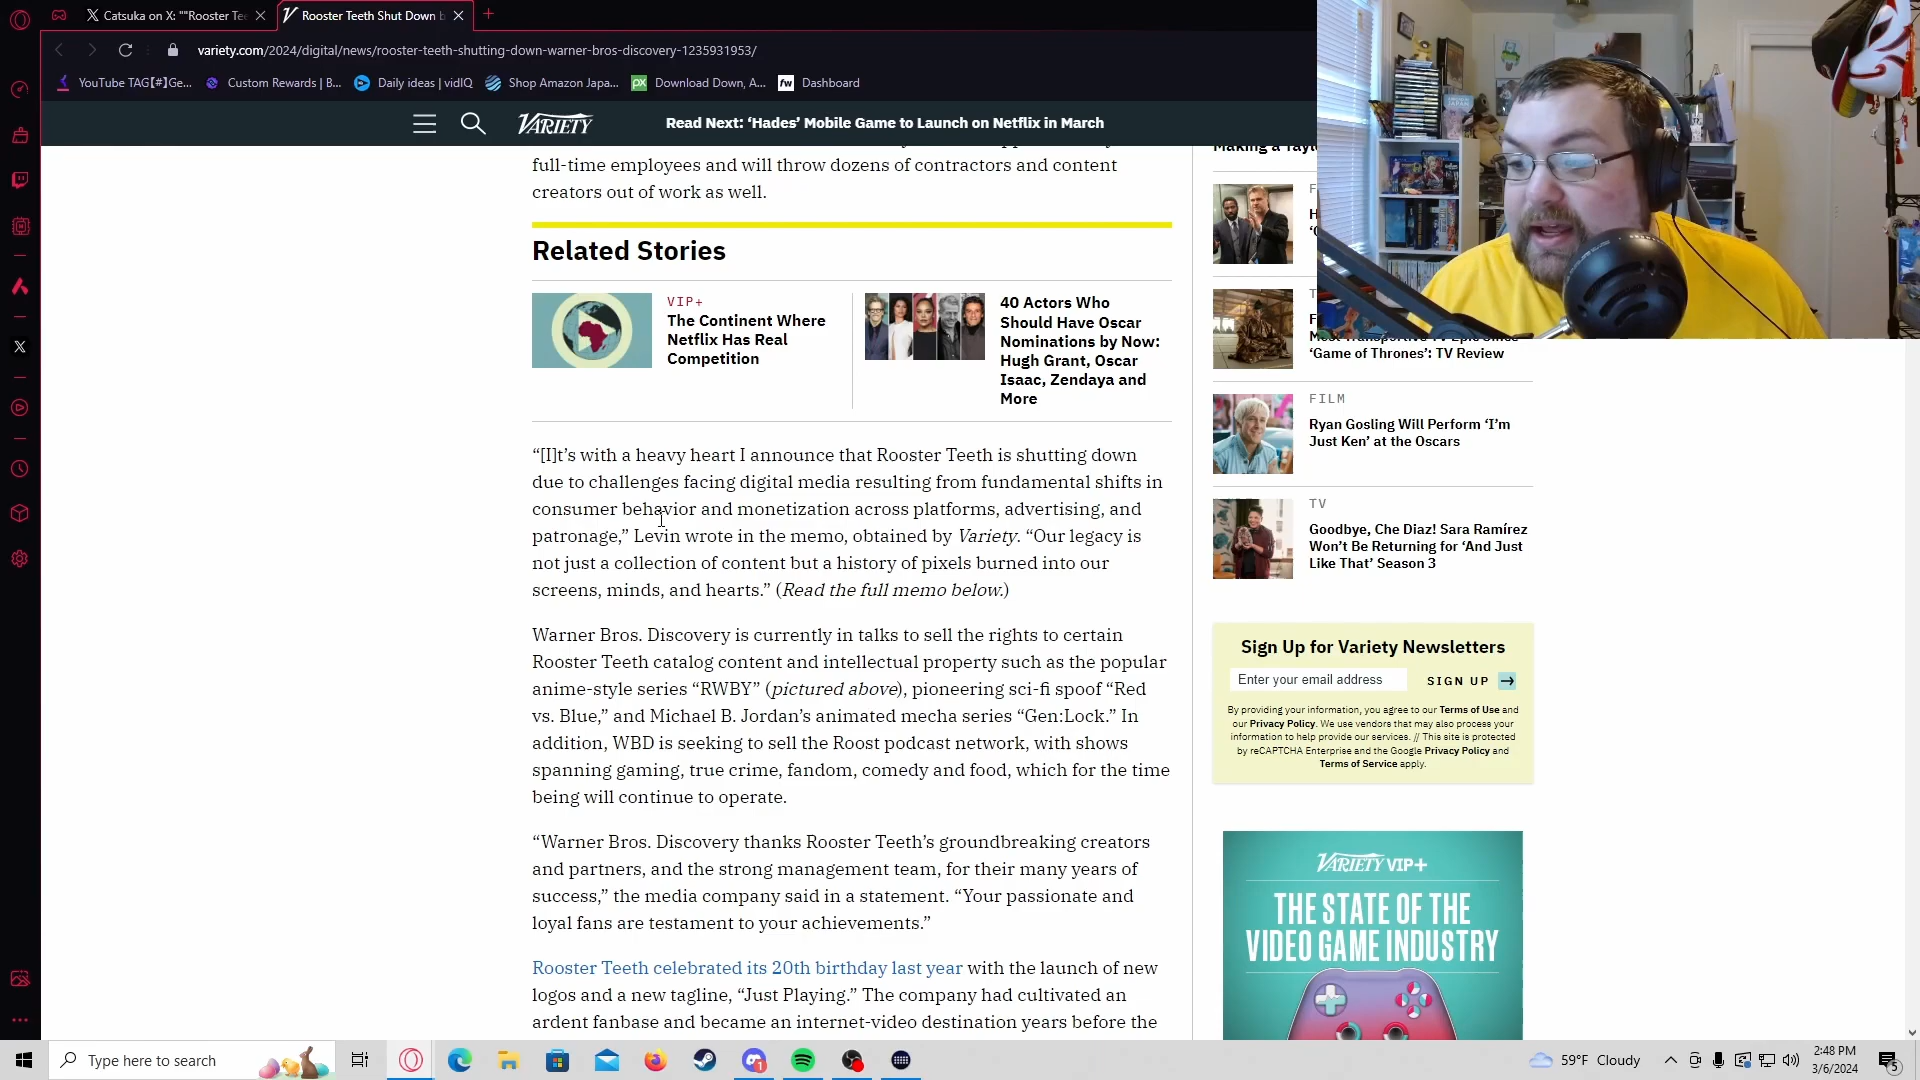 Catsuka on X: ""Rooster Te
Rooster Teeth Shut Down b
variety.com/2024/digital/news/rooster-teeth-shutting-down-warner-bros-discovery-1235931953/
YouTube TAG【#】Ge...
Custom Rewards | B...
Daily ideas | vidIQ
Shop Amazon Japa...
Download Down, A...
Dashboard
VARIETY
Read Next: ‘Hades’ Mobile Game to Launch on Netflix in March
full-time employees and will throw dozens of contractors and content
creators out of work as well.
Related Stories
VIP+
The Continent Where
Netflix Has Real
Competition
40 Actors Who
Should Have Oscar
Nominations by Now:
Hugh Grant, Oscar
Isaac, Zendaya and
More
“[I]t’s with a heavy heart I announce that Rooster Teeth is shutting down
due to challenges facing digital media resulting from fundamental shifts in
consumer behavior and monetization across platforms, advertising, and
patronage,” Levin wrote in the memo, obtained by Variety. “Our legacy is
not just a collection of content but a history of pixels burned into our
screens, minds, and hearts.” (Read the full memo below.)
Warner Bros. Discovery is currently in talks to sell the rights to certain
Rooster Teeth catalog content and intellectual property such as the popular
anime-style series “RWBY” (pictured above), pioneering sci-fi spoof “Red
vs. Blue,” and Michael B. Jordan’s animated mecha series “Gen:Lock.” In
addition, WBD is seeking to sell the Roost podcast network, with shows
spanning gaming, true crime, fandom, comedy and food, which for the time
being will continue to operate.
“Warner Bros. Discovery thanks Rooster Teeth’s groundbreaking creators
and partners, and the strong management team, for their many years of
success,” the media company said in a statement. “Your passionate and
loyal fans are testament to your achievements.”
Rooster Teeth celebrated its 20th birthday last year with the launch of new
logos and a new tagline, “Just Playing.” The company had cultivated an
ardent fanbase and became an internet-video destination years before the
‘Game of Thrones’: TV Review
FILM
Ryan Gosling Will Perform ‘I’m
Just Ken’ at the Oscars
TV
Goodbye, Che Diaz! Sara Ramírez
Won’t Be Returning for ‘And Just
Like That’ Season 3
Sign Up for Variety Newsletters
Enter your email address
SIGN UP
By providing your information, you agree to our Terms of Use and
our Privacy Policy. We use vendors that may also process your
information to help provide our services. // This site is protected
by reCAPTCHA Enterprise and the Google Privacy Policy and
Terms of Service apply.
VARIETY VIP+
THE STATE OF THE
VIDEO GAME INDUSTRY
Type here to search
59°F Cloudy
2:48 PM
3/6/2024
5